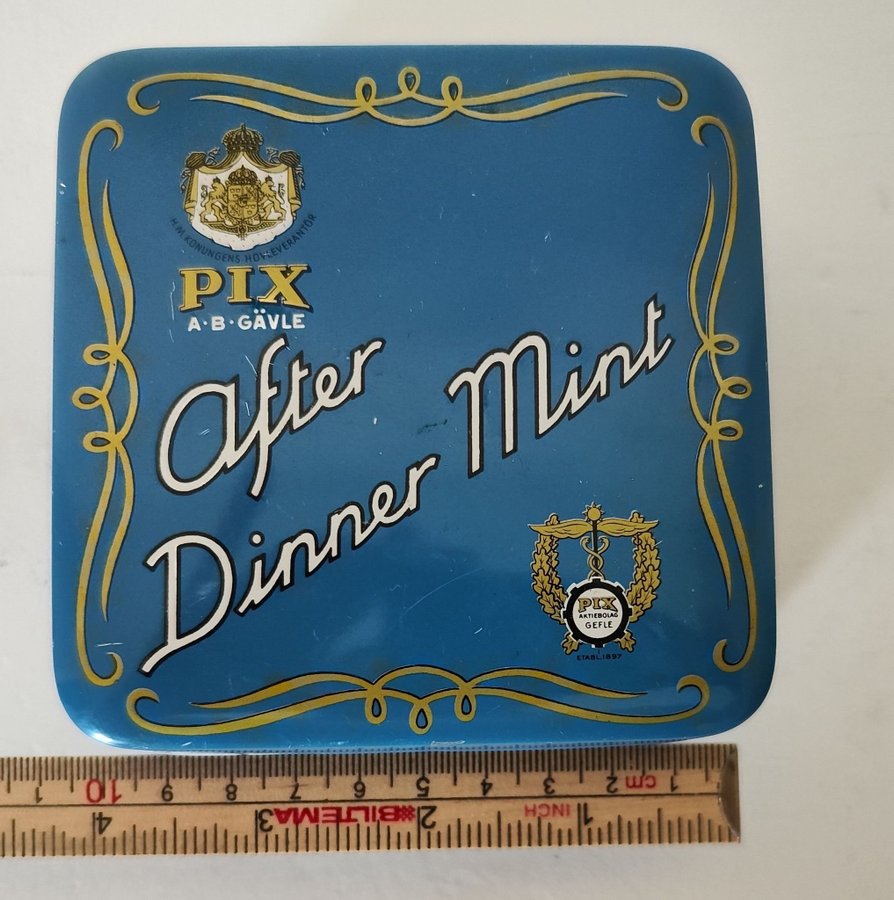 H.M. KONUNGENS HOVLEVERANTÖR
PIX
A·B·GÄVLE
After
Dinner Mint
PIX
AKTIEBOLAG
GEFLE
ETABL. 1897
1 10 9 8 7 6 5 4 3 2 cm 1
4 3 BILTEMA 2 INCH 1